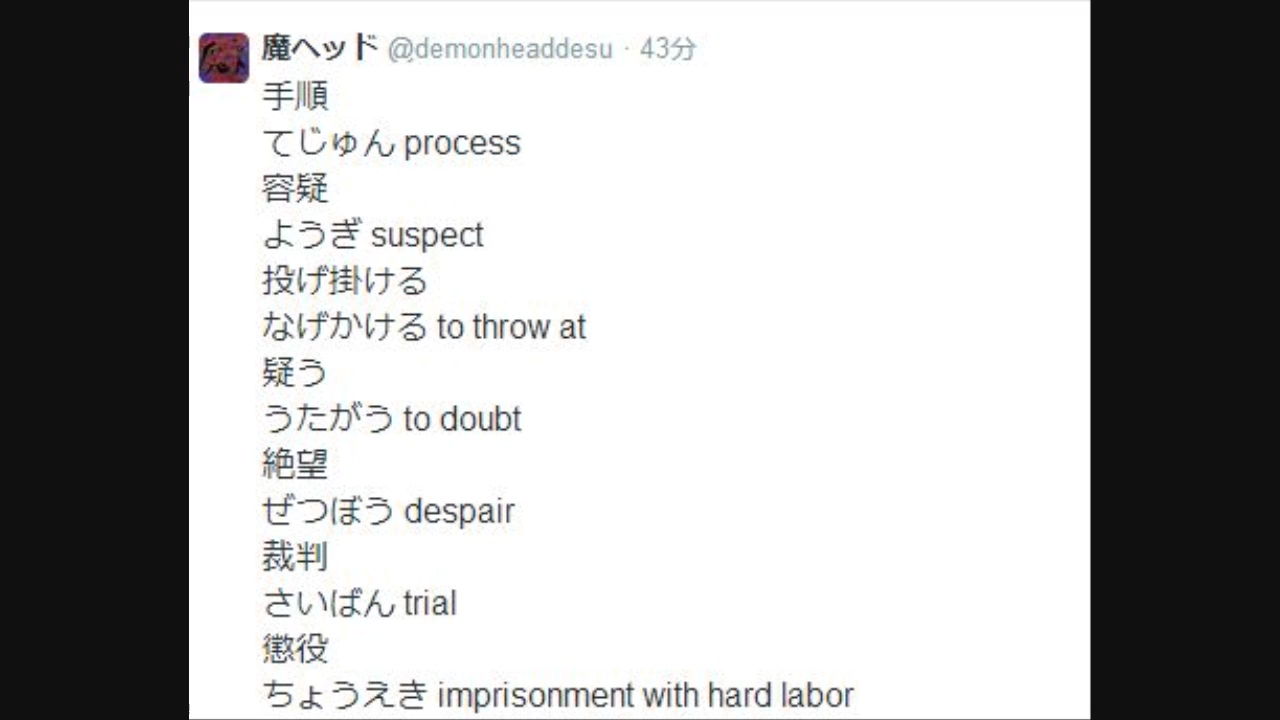 魔ヘッド @demonheaddesu · 43分
手順
てじゅん process
容疑
ようぎ suspect
投げ掛ける
なげかける to throw at
疑う
うたがう to doubt
絶望
ぜつぼう despair
裁判
さいばん trial
懲役
ちょうえき imprisonment with hard labor